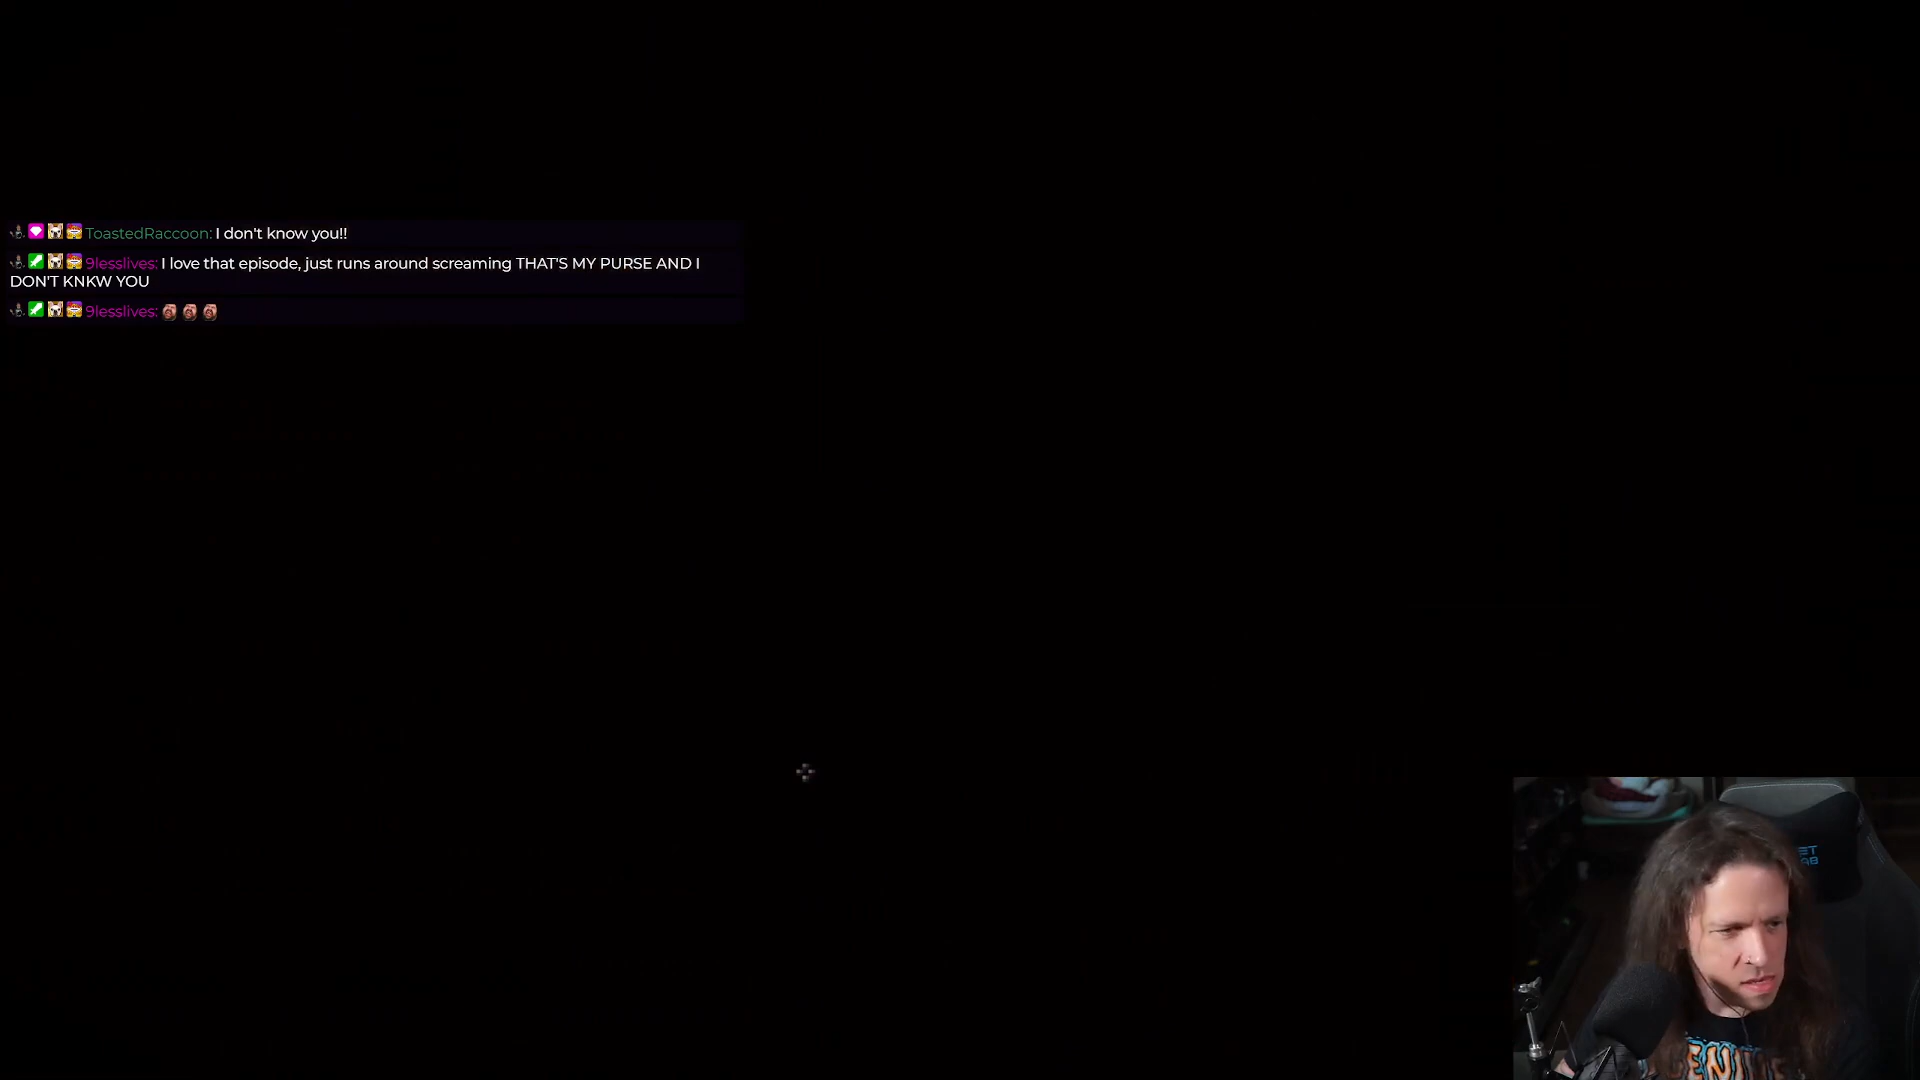 ToastedRaccoon: I don't know you!!
9lesslives: I love that episode, just runs around screaming THAT'S MY PURSE AND I
DON'T KNKW YOU
9lesslives: